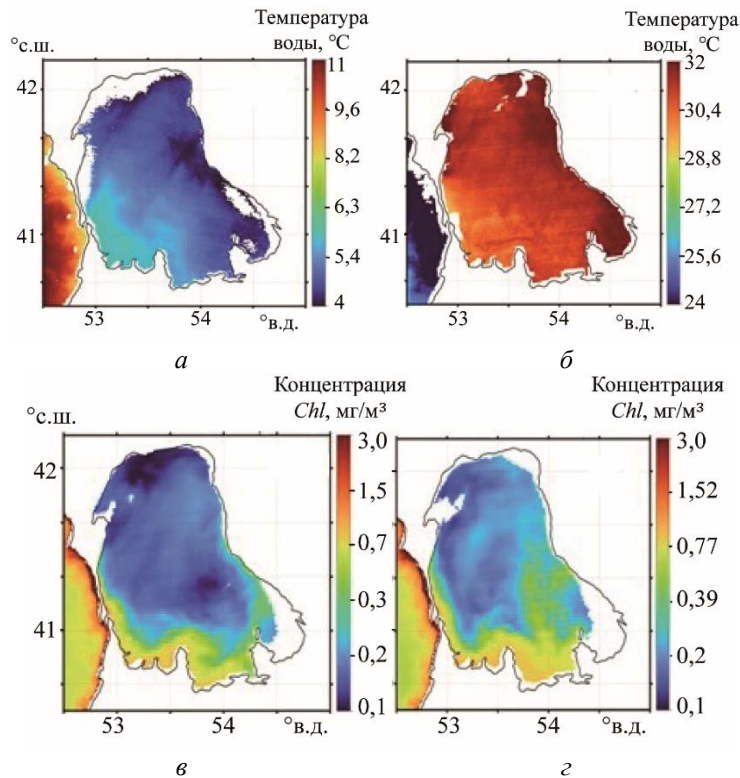 Температура
воды, °С
°с.ш.
11
42
9,6
8,2
6,3
41
5,4
4
53
54
°в.д.
а
Температура
воды, °С
32
42
30,4
28,8
27,2
41
25,6
24
53
54
°в.д.
б
Концентрация
Chl, мг/м³
°с.ш.
3,0
42
1,5
0,7
0,3
41
0,2
0,1
53
54
°в.д.
в
Концентрация
Chl, мг/м³
3,0
42
1,52
0,77
0,39
41
0,2
0,1
53
54
°в.д.
г